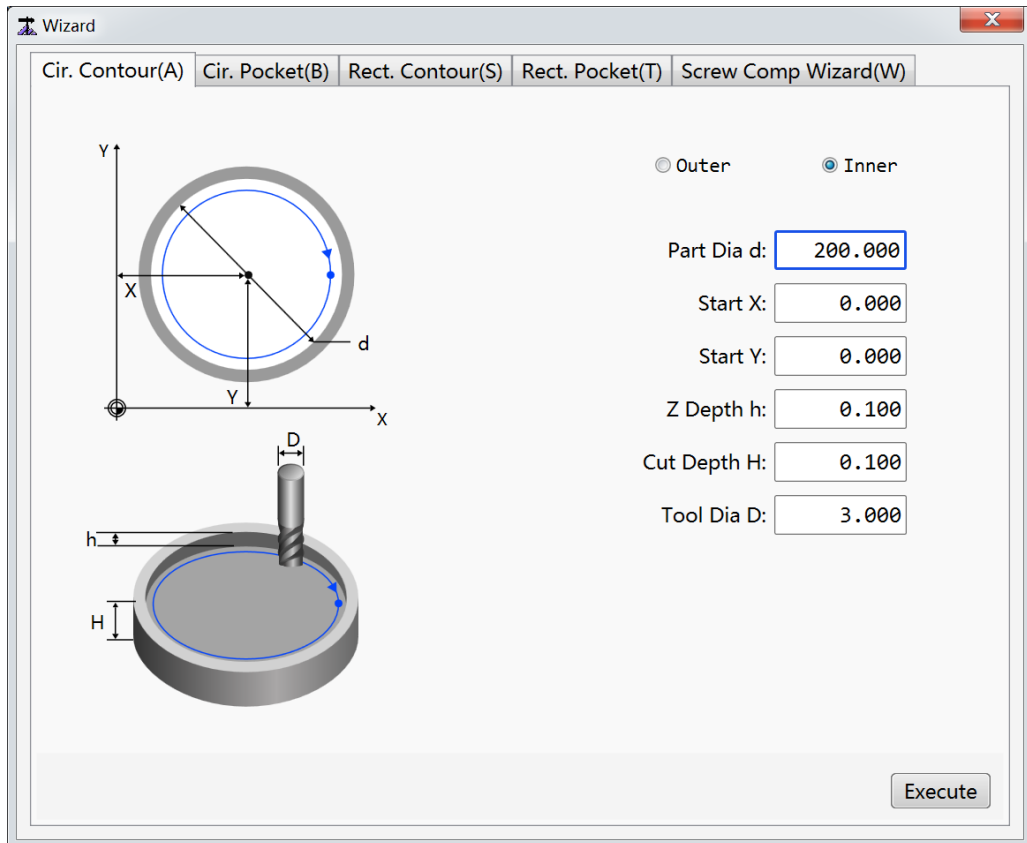 Wizard
X
Cir. Contour(A) Cir. Pocket(B) Rect. Contour(S) Rect. Pocket(T) Screw Comp Wizard(W)
Y
Outer Inner
X
d
Y
X
Part Dia d: 200.000
Start X: 0.000
Start Y: 0.000
Z Depth h: 0.100
Cut Depth H: 0.100
Tool Dia D: 3.000
D
h
H
Execute